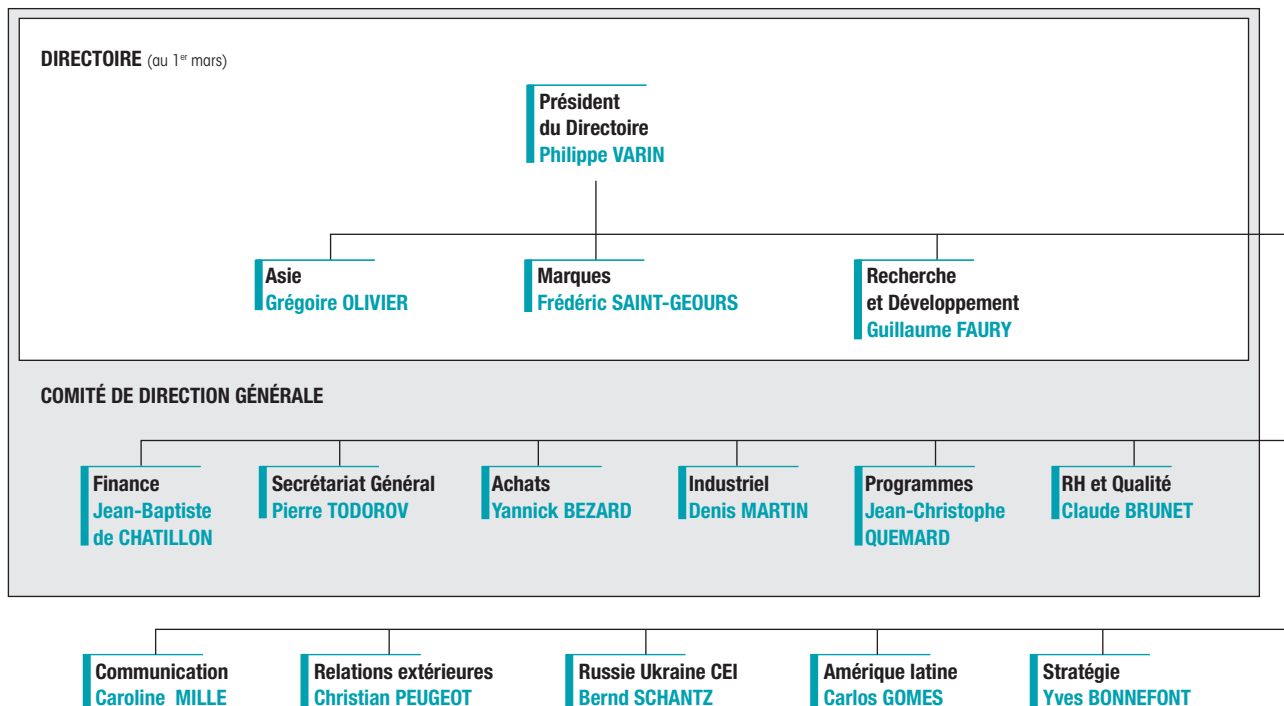 DIRECTOIRE (au 1er mars)
Président
du Directoire
Philippe VARIN
Asie
Grégoire OLIVIER
Marques
Frédéric SAINT-GEOURS
Recherche
et Développement
Guillaume FAURY
COMITÉ DE DIRECTION GÉNÉRALE
Finance
Jean-Baptiste
de CHATILLON
Secrétariat Général
Pierre TODOROV
Achats
Yannick BEZARD
Industriel
Denis MARTIN
Programmes
Jean-Christophe
QUEMARD
RH et Qualité
Claude BRUNET
Communication
Caroline MILLE
Relations extérieures
Christian PEUGEOT
Russie Ukraine CEI
Bernd SCHANTZ
Amérique latine
Carlos GOMES
Stratégie
Yves BONNEFONT